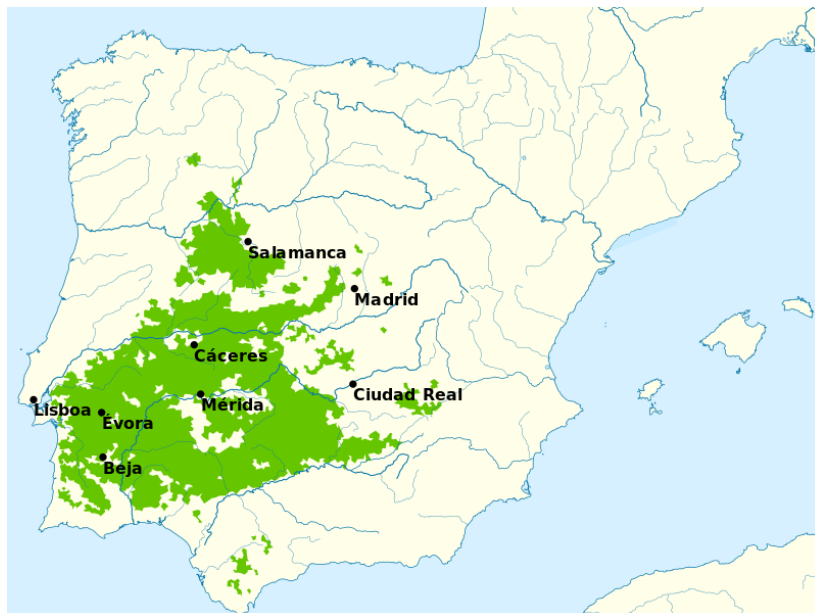 Salamanca
Madrid
Cáceres
Ciudad Real
Mérida
Lisboa
Évora
Beja